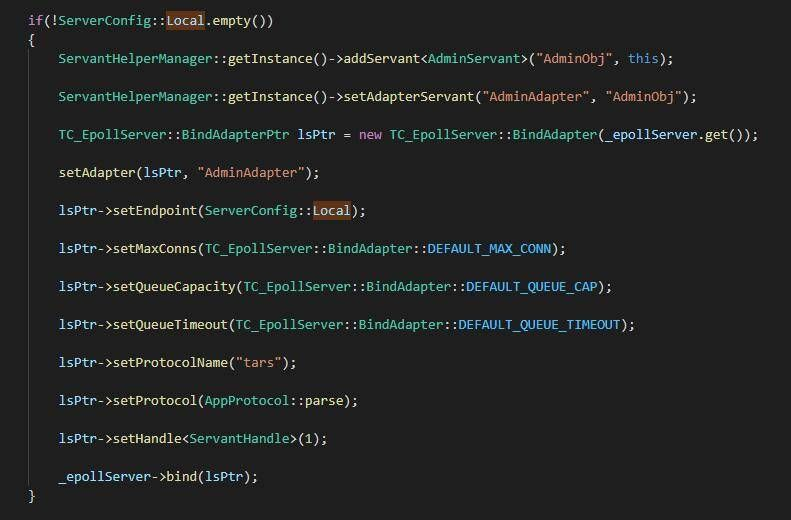 if(!ServerConfig::Local.empty())
{
ServantHelperManager::getInstance()->addServant<AdminServant>("AdminObj", this);
ServantHelperManager::getInstance()->setAdapterServant("AdminAdapter", "AdminObj");
TC_EpollServer::BindAdapterPtr lsPtr = new TC_EpollServer::BindAdapter(_epollServer.get());
setAdapter(lsPtr, "AdminAdapter");
lsPtr->setEndpoint(ServerConfig::Local);
lsPtr->setMaxConns(TC_EpollServer::BindAdapter::DEFAULT_MAX_CONN);
lsPtr->setQueueCapacity(TC_EpollServer::BindAdapter::DEFAULT_QUEUE_CAP);
lsPtr->setQueueTimeout(TC_EpollServer::BindAdapter::DEFAULT_QUEUE_TIMEOUT);
lsPtr->setProtocolName("tars");
lsPtr->setProtocol(AppProtocol::parse);
lsPtr->setHandle<ServantHandle>(1);
_epollServer->bind(lsPtr);
}